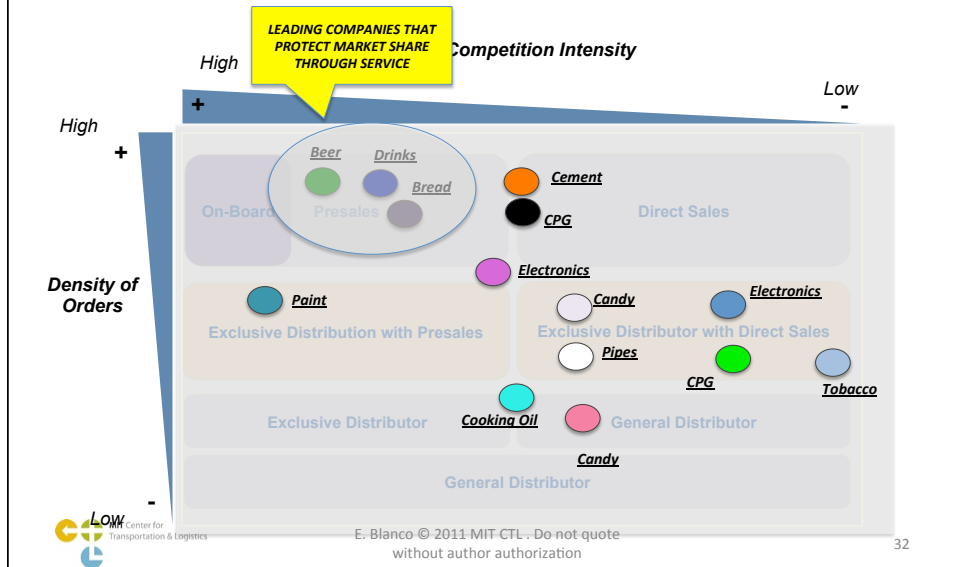 LEADING COMPANIES THAT
PROTECT MARKET SHARE
THROUGH SERVICE
Competition Intensity
High
Low
+
-
High
+
Beer
Drinks
Bread
Cement
CPG
On-Board
Presales
Direct Sales
Density of
Orders
Electronics
Paint
Candy
Electronics
Exclusive Distribution with Presales
Exclusive Distributor with Direct Sales
Pipes
CPG
Tobacco
Cooking Oil
Exclusive Distributor
General Distributor
Candy
General Distributor
-
Low
MIT Center for
Transportation & Logistics
E. Blanco © 2011 MIT CTL . Do not quote
without author authorization
32